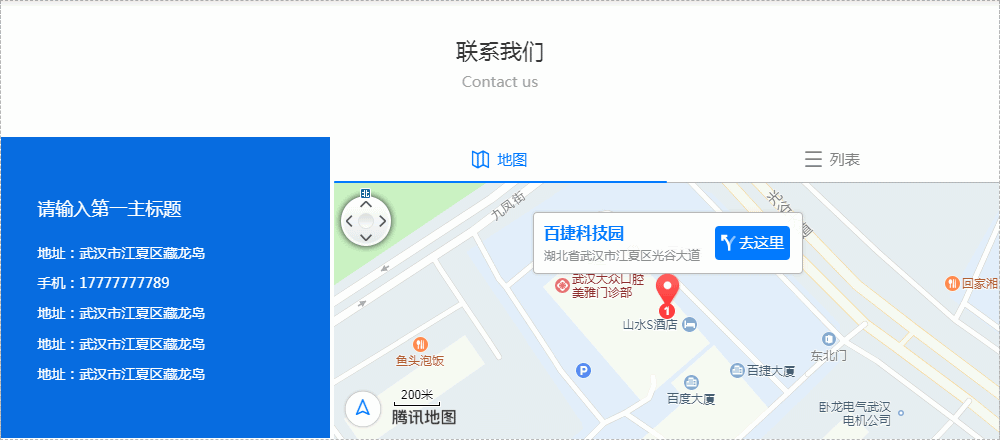 联系我们
Contact us
地图
列表
请输入第一主标题
地址：武汉市江夏区藏龙岛
手机：17777777789
地址：武汉市江夏区藏龙岛
地址：武汉市江夏区藏龙岛
地址：武汉市江夏区藏龙岛
北
九凤街
百捷科技园
湖北省武汉市江夏区光谷大道
去这里
武汉大众口腔
美雅门诊部
1
山水S酒店
回家湘
东北门
鱼头泡饭
P
百捷大厦
百度大厦
卧龙电气武汉
电机公司
200米
腾讯地图